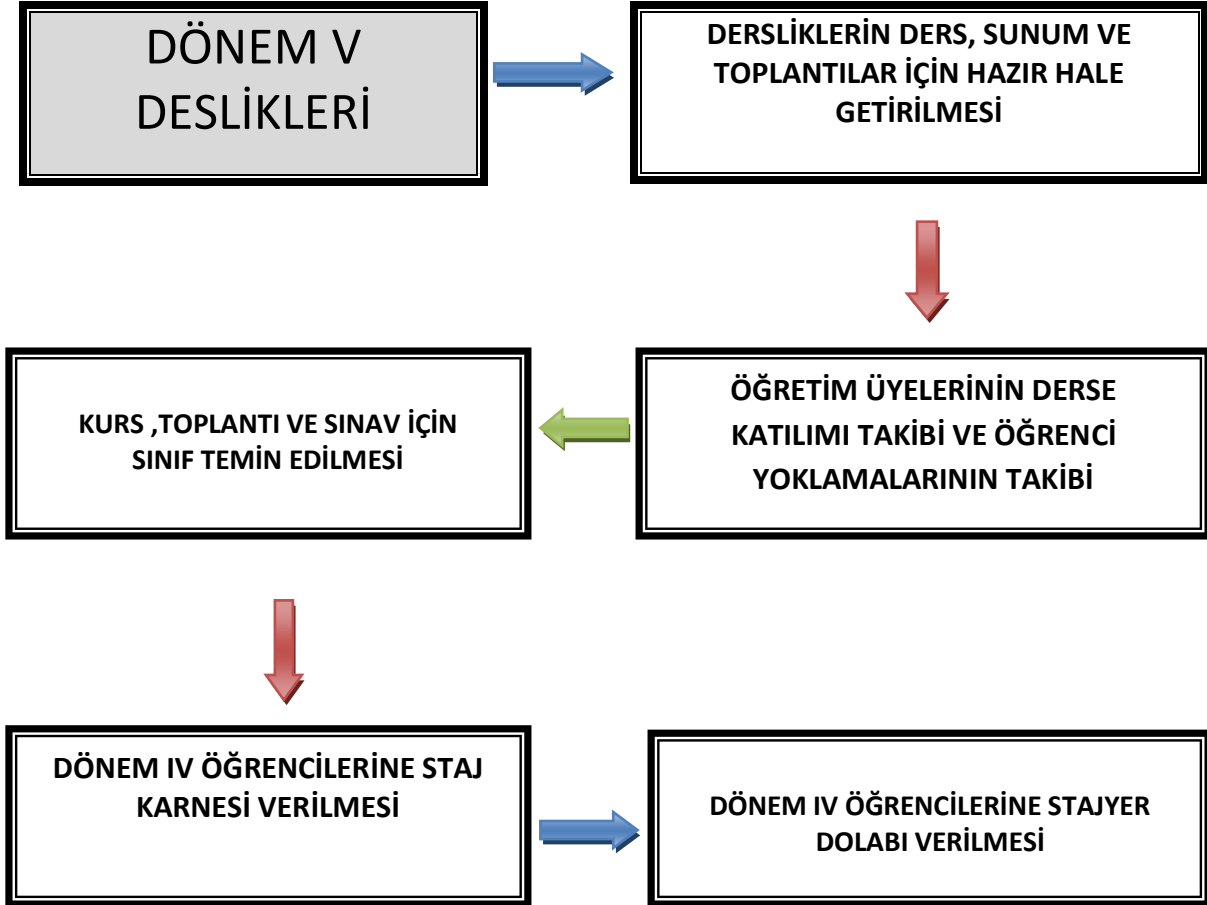 DÖNEM V
DESLİKLERİ
DERSLİKLERİN DERS, SUNUM VE
TOPLANTILAR İÇİN HAZIR HALE
GETİRİLMESİ
ÖĞRETİM ÜYELERİNİN DERSE
KATILIMI TAKİBİ VE ÖĞRENCİ
YOKLAMALARININ TAKİBİ
KURS ,TOPLANTI VE SINAV İÇİN
SINIF TEMİN EDİLMESİ
DÖNEM IV ÖĞRENCİLERİNE STAJ
KARNESİ VERİLMESİ
DÖNEM IV ÖĞRENCİLERİNE STAJYER
DOLABI VERİLMESİ